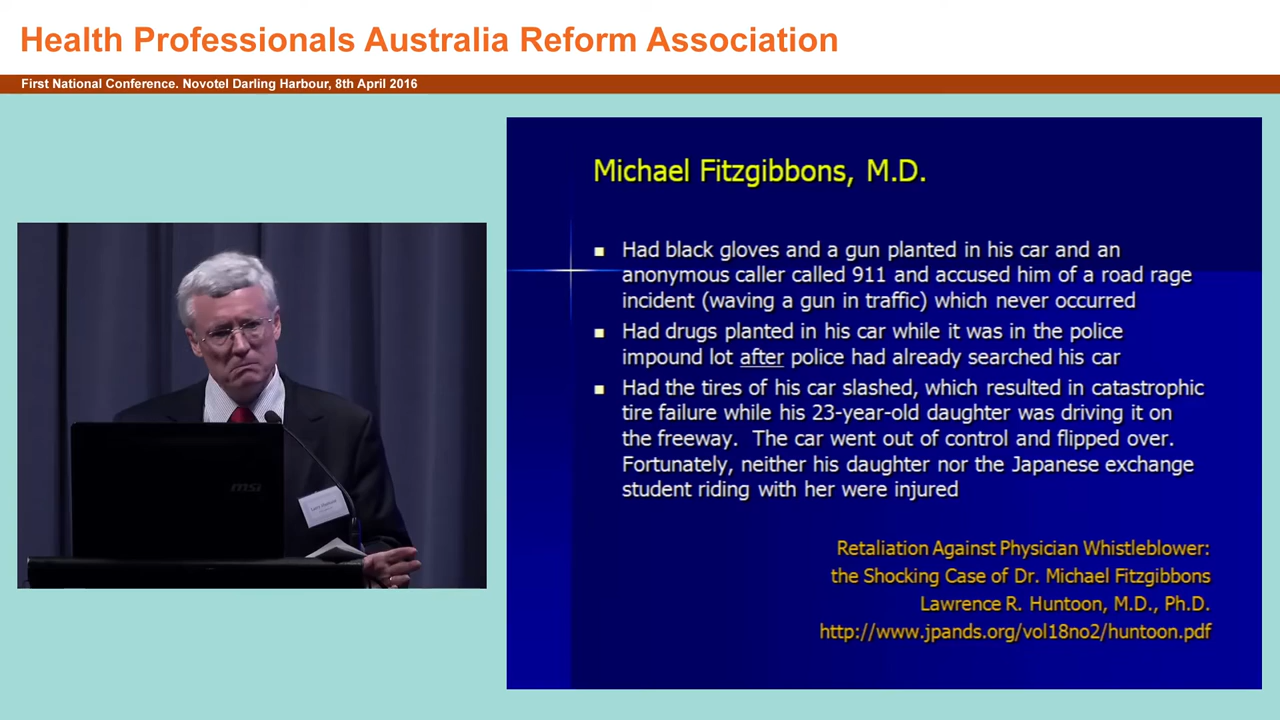 Health Professionals Australia Reform Association
First National Conference. Novotel Darling Harbour, 8th April 2016
Michael Fitzgibbons, M.D.
Had black gloves and a gun planted in his car and an
anonymous caller called 911 and accused him of a road rage
incident (waving a gun in traffic) which never occurred
Had drugs planted in his car while it was in the police
impound lot after police had already searched his car
Had the tires of his car slashed, which resulted in catastrophic
tire failure while his 23-year-old daughter was driving it on
the freeway. The car went out of control and flipped over.
Fortunately, neither his daughter nor the Japanese exchange
student riding with her were injured
Retaliation Against Physician Whistleblower:
the Shocking Case of Dr. Michael Fitzgibbons
Lawrence R. Huntoon, M.D., Ph.D.
http://www.jpands.org/vol18no2/huntoon.pdf
msi